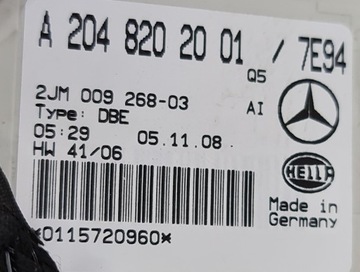 A 204 820 20 01 / 7E94
Q5
2JM 009 268-03
AI
Type: DBE
05:29 05.11.08
HW 41/06
HELLA
Made in
Germany
*0115720960*